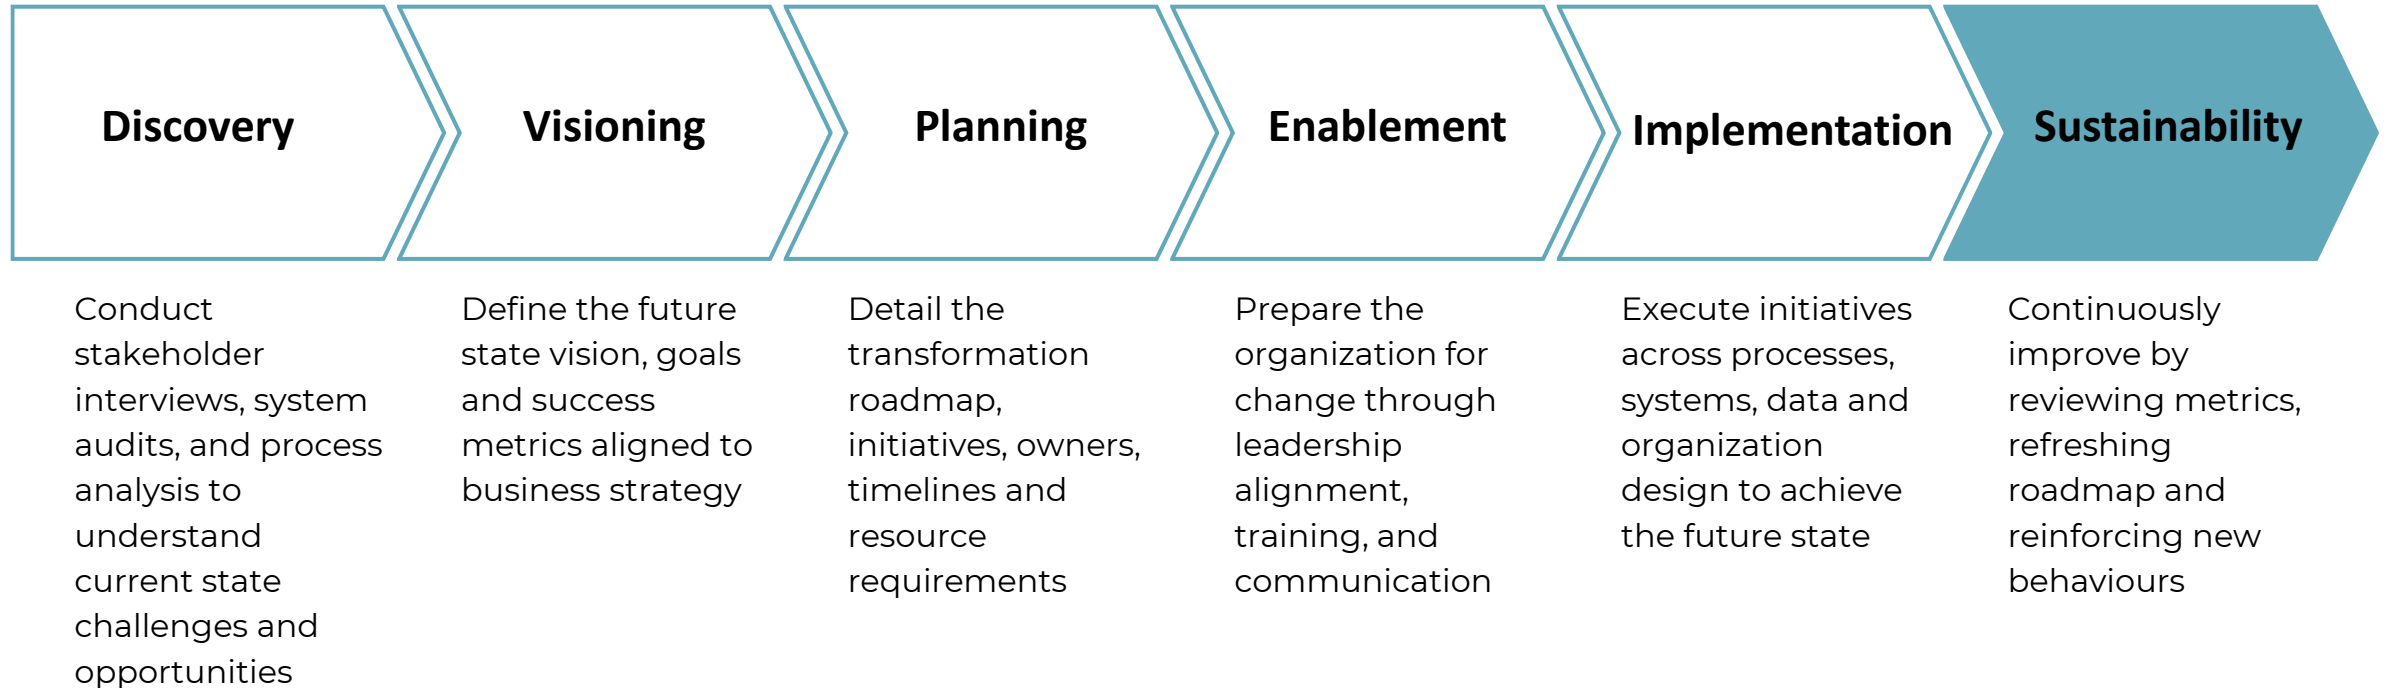 Discovery
Visioning
Planning
Enablement
Implementation
Sustainability
Conduct
stakeholder
interviews, system
audits, and process
analysis to
understand
current state
challenges and
opportunities
Define the future
state vision, goals
and success
metrics aligned to
business strategy
Detail the
transformation
roadmap,
initiatives, owners,
timelines and
resource
requirements
Prepare the
organization for
change through
leadership
alignment,
training, and
communication
Execute initiatives
across processes,
systems, data and
organization
design to achieve
the future state
Continuously
improve by
reviewing metrics,
refreshing
roadmap and
reinforcing new
behaviours